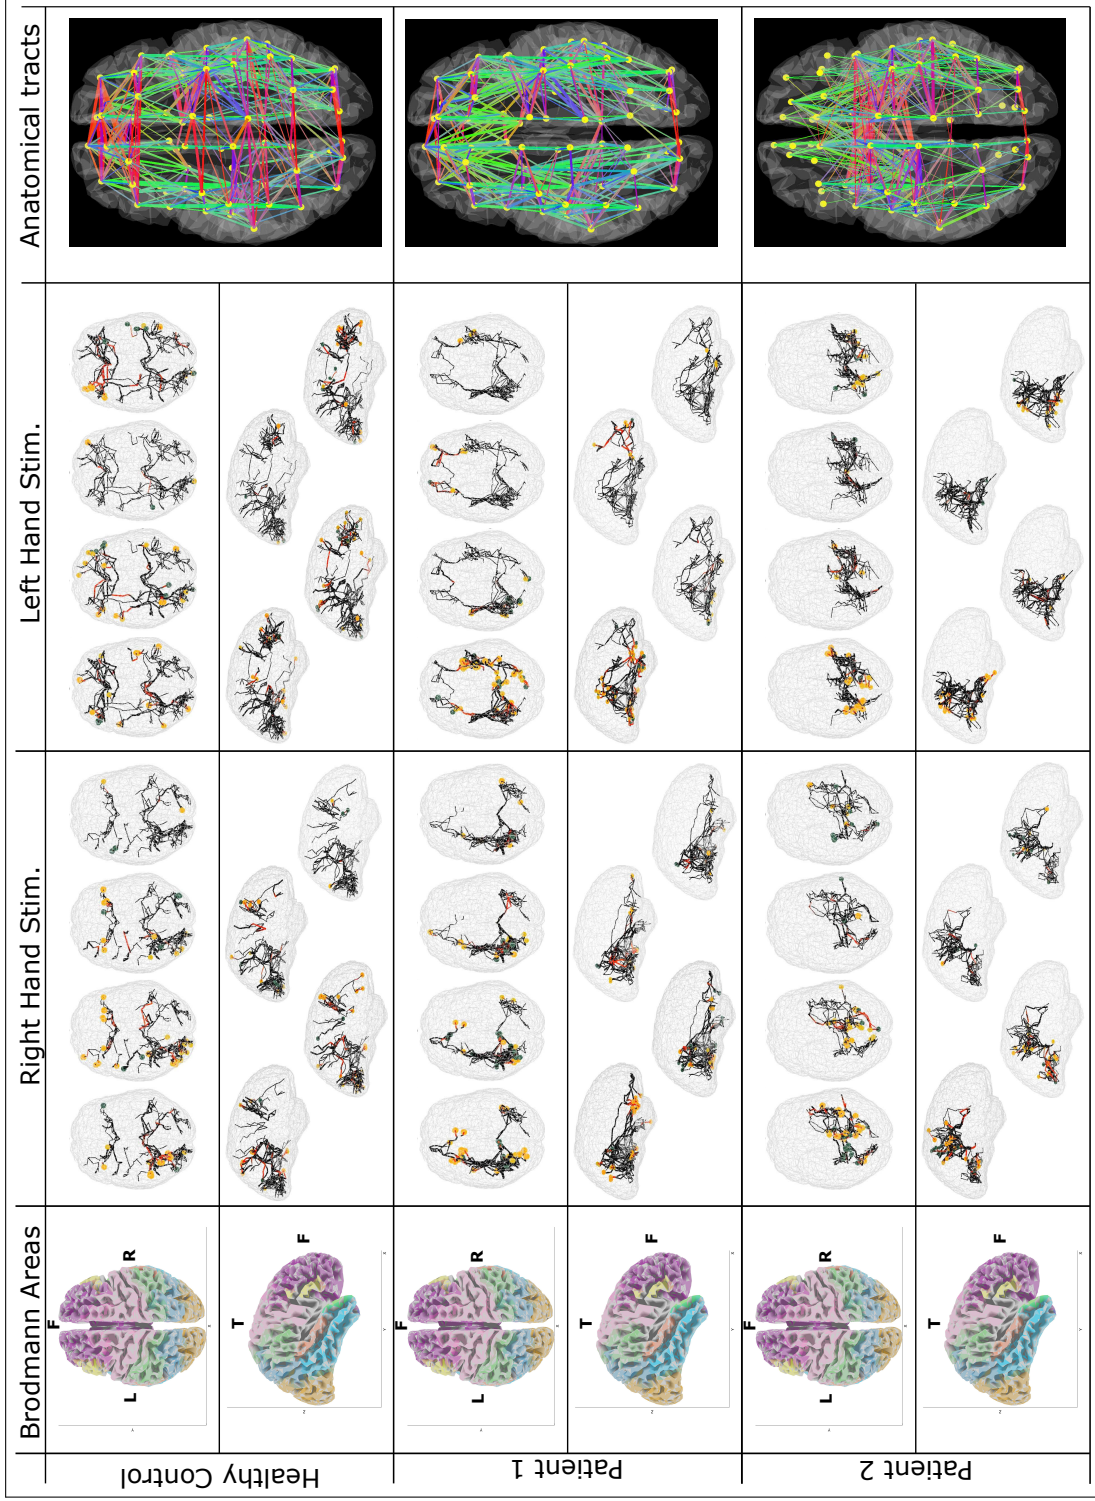 Brodmann Areas
Right Hand Stim.
Left Hand Stim.
Anatomical tracts
Healthy Control
F
L
R
Y
X
T
F
Z
Y
X
Patient 1
F
L
R
Y
X
T
F
Z
Y
X
Patient 2
F
L
R
Y
X
T
F
Z
Y
X